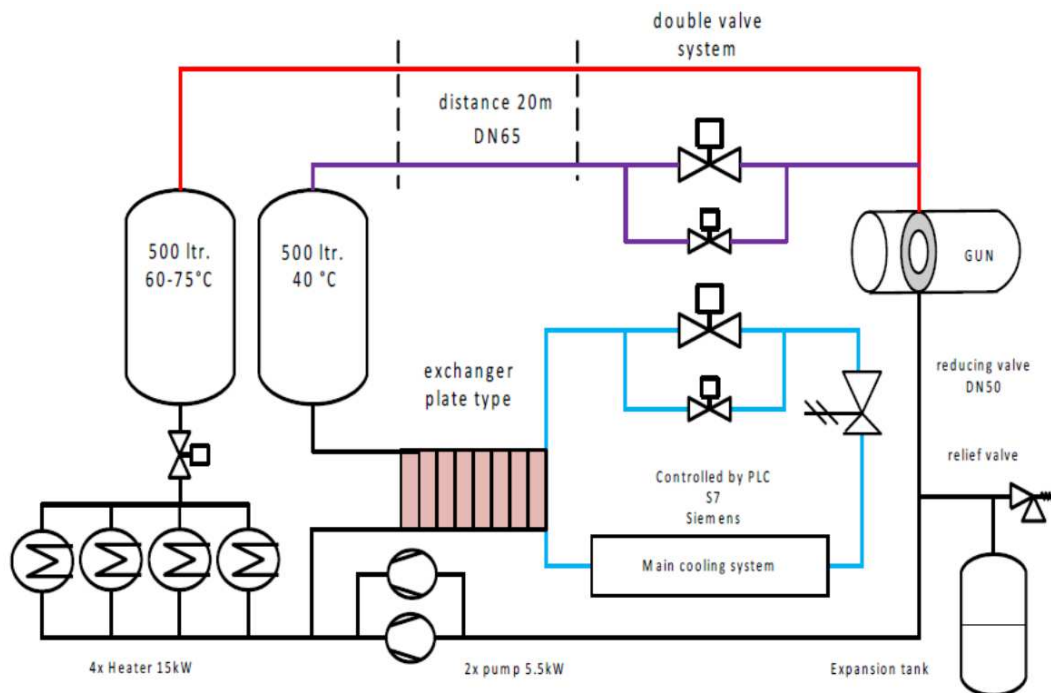 double valve
system
distance 20m
DN65
500 ltr.
60-75°C
500 ltr.
40 °C
GUN
exchanger
plate type
reducing valve
DN50
relief valve
Controlled by PLC
S7
Siemens
Main cooling system
4x Heater 15kW
2x pump 5.5kW
Expansion tank